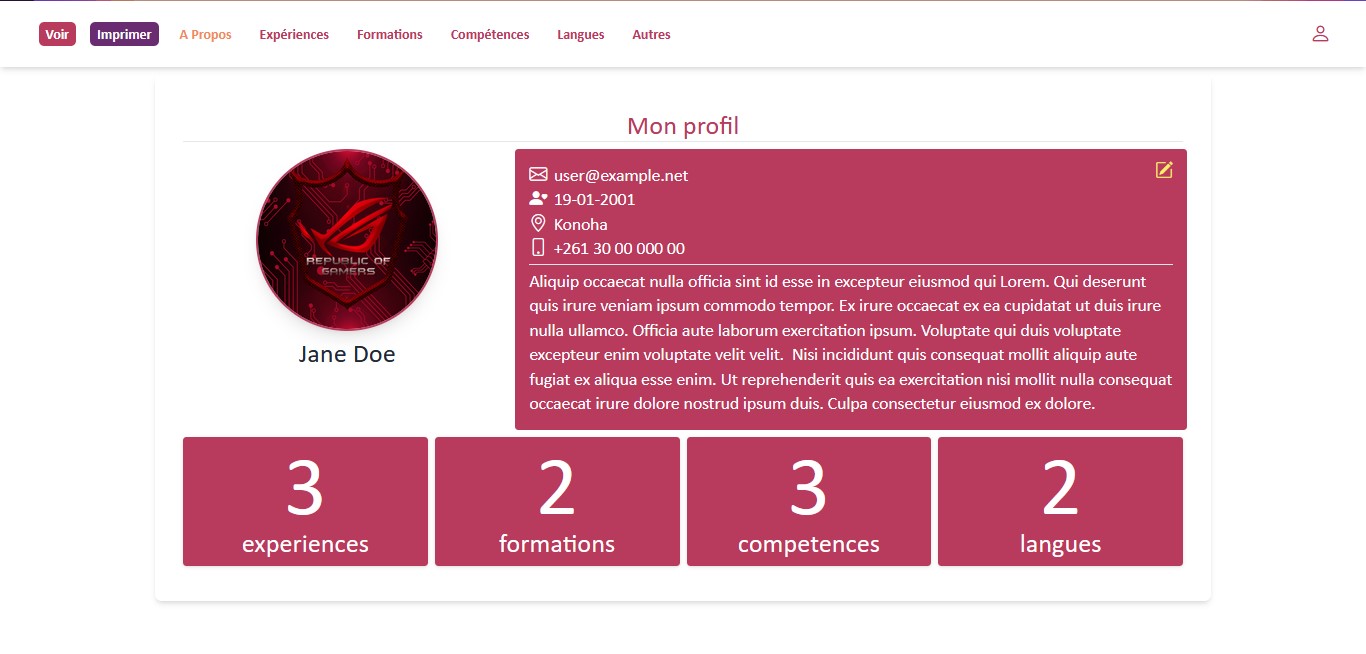 Voir Imprimer A Propos Expériences Formations Compétences Langues Autres
Mon profil
REPUBLIC OF
GAMERS
Jane Doe
user@example.net
19-01-2001
Konoha
+261 30 00 000 00
Aliquip occaecat nulla officia sint id esse in excepteur eiusmod qui Lorem. Qui deserunt
quis irure veniam ipsum commodo tempor. Ex irure occaecat ex ea cupidatat ut duis irure
nulla ullamco. Officia aute laborum exercitation ipsum. Voluptate qui duis voluptate
excepteur enim voluptate velit velit.  Nisi incididunt quis consequat mollit aliquip aute
fugiat ex aliqua esse enim. Ut reprehenderit quis ea exercitation nisi mollit nulla consequat
occaecat irure dolore nostrud ipsum duis. Culpa consectetur eiusmod ex dolore.
3 2 3 2
experiences formations competences langues